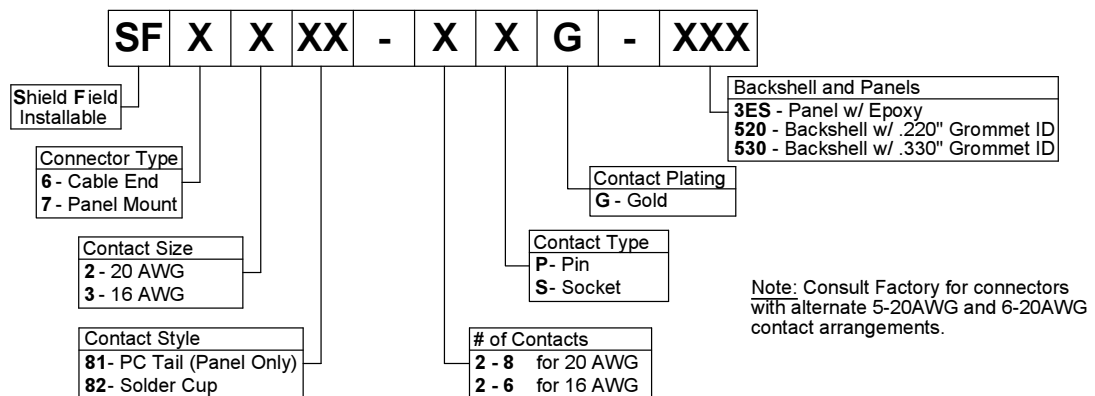 SF X X XX - X X G - XXX
Shield Field
Installable
Connector Type
6 - Cable End
7 - Panel Mount
Contact Size
2 - 20 AWG
3 - 16 AWG
Contact Style
81- PC Tail (Panel Only)
82- Solder Cup
# of Contacts
2 - 8 for 20 AWG
2 - 6 for 16 AWG
Contact Type
P- Pin
S- Socket
Contact Plating
G - Gold
Backshell and Panels
3ES - Panel w/ Epoxy
520 - Backshell w/ .220" Grommet ID
530 - Backshell w/ .330" Grommet ID
Note: Consult Factory for connectors
with alternate 5-20AWG and 6-20AWG
contact arrangements.